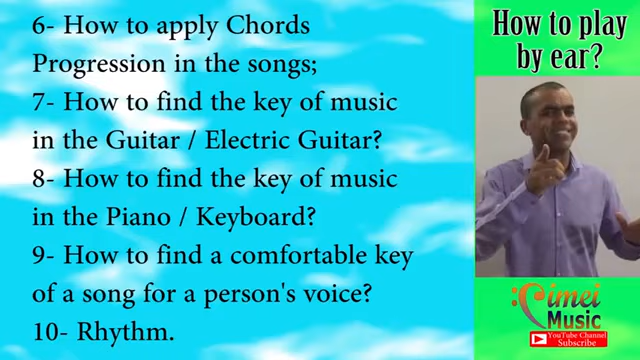 6- How to apply Chords
Progression in the songs;
7- How to find the key of music
in the Guitar / Electric Guitar?
8- How to find the key of music
in the Piano / Keyboard?
9- How to find a comfortable key
of a song for a person's voice?
10- Rhythm.
How to play
by ear?
Cimei
Music
YouTube Channel
Subscribe